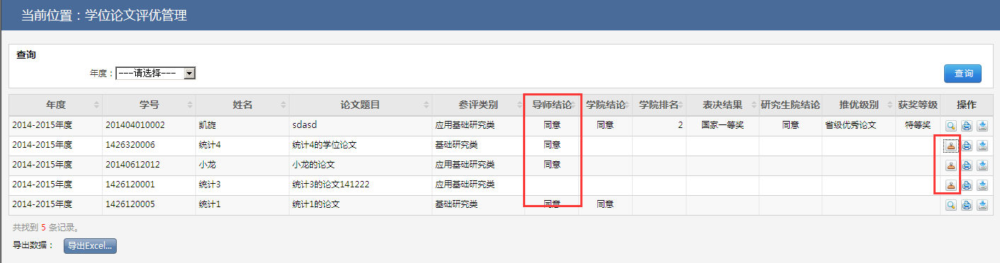 当前位置：学位论文评优管理
查询
年度： ---请选择--- 查询
年度 学号 姓名 论文题目 参评类别 导师结论 学院结论 学院排名 表决结果 研究生院结论 推优级别 获奖等级 操作
2014-2015年度 201404010002 凯旋 sdasd 应用基础研究类 同意 同意 2 国家一等奖 同意 省级优秀论文 特等奖
2014-2015年度 1426320006 统计4 统计4的学位论文 基础研究类 同意
2014-2015年度 20140612012 小龙 小龙的论文 应用基础研究类 同意
2014-2015年度 1426120001 统计3 统计3的论文141222 应用基础研究类
2014-2015年度 1426120005 统计1 统计1的论文 基础研究类 同意 同意
共找到 5 条记录。
导出数据： 导出Excel...